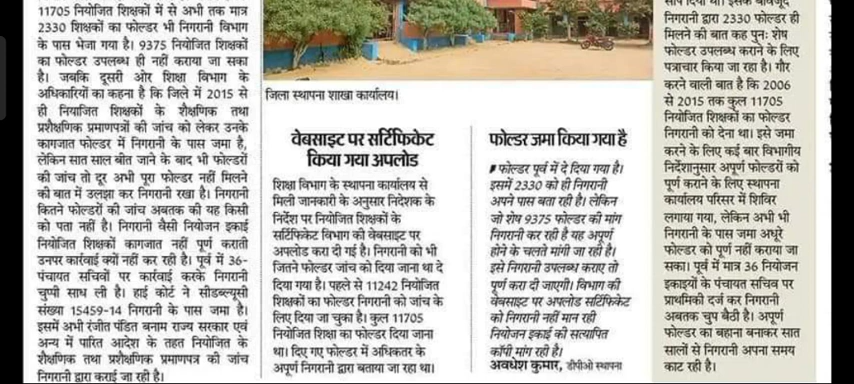 11705 नियोजित शिक्षकों में से अभी तक मात्र
2330 शिक्षकों का फोल्डर भी निगरानी विभाग
के पास भेजा गया है। 9375 नियोजित शिक्षकों
का फोल्डर उपलब्ध ही नहीं कराया जा सका
है। जबकि दूसरी ओर शिक्षा विभाग के
अधिकारियों का कहना है कि जिले में 2015 से
ही नियाजित शिक्षकों के शैक्षणिक तथा
प्रशैक्षणिक प्रमाणपत्रों की जांच को लेकर उनके
कागजात फोल्डर में निगरानी के पास जमा है,
लेकिन सात साल बीत जाने के बाद भी फोल्डरों
की जांच तो दूर अभी पूरा फोल्डर नहीं मिलने
की बात में उलझा कर निगरानी रखा है। निगरानी
कितने फोल्डरों की जांच अबतक की यह किसी
को पता नहीं है। निगरानी वैसी नियोजन इकाई
नियोजित शिक्षकों कागजात नहीं पूर्ण कराती
उनपर कार्रवाई क्यों नहीं कर रही है। पूर्व में 36-
पंचायत सचिवों पर कार्रवाई करके निगरानी
चुप्पी साध ली है। हाई कोर्ट ने सीडब्ल्यूसी
संख्या 15459-14 निगरानी के पास जमा है।
इसमें अभी रंजीत पंडित बनाम राज्य सरकार एवं
अन्य में पारित आदेश के तहत नियोजित के
शैक्षणिक तथा प्रशैक्षणिक प्रमाणपत्र की जांच
निगरानी द्वारा कराई जा रही है।
जिला स्थापना शाखा कार्यालय।
वेबसाइट पर सर्टिफिकेट
किया गया अपलोड
शिक्षा विभाग के स्थापना कार्यालय से
मिली जानकारी के अनुसार निदेशक के
निर्देश पर नियोजित शिक्षकों के
सर्टिफिकेट विभाग की वेबसाइट पर
अपलोड करा दी गई है। निगरानी को भी
जितने फोल्डर जांच को दिया जाना था दे
दिया गया है। पहले से 11242 नियोजित
शिक्षकों का फोल्डर निगरानी को जांच के
लिए दिया जा चुका है। कुल 11705
नियोजित शिक्षा का फोल्डर दिया जाना
था। दिए गए फोल्डर में अधिकतर के
अपूर्ण निगरानी द्वारा बताया जा रहा था।
फोल्डर जमा किया गया है
फोल्डर पूर्व में दे दिया गया है।
इसमें 2330 को ही निगरानी
अपने पास बता रही है। लेकिन
जो शेष 9375 फोल्डर की मांग
निगरानी कर रही है यह अपूर्ण
होने के चलते मांगी जा रही है।
इसे निगरानी उपलब्ध कराए तो
पूर्ण करा दी जाएगी। विभाग की
वेबसाइट पर अपलोड सर्टिफिकेट
को निगरानी नहीं मान रही
नियोजन इकाई की सत्यापित
कॉपी मांग रही है।
अवधेश कुमार, डीपीओ स्थापना
सौंप दिया था। इसके बावजूद
निगरानी द्वारा 2330 फोल्डर ही
मिलने की बात कह पुनः शेष
फोल्डर उपलब्ध कराने के लिए
पत्राचार किया जा रहा है। गौर
करने वाली बात है कि 2006
से 2015 तक कुल 11705
नियोजित शिक्षकों का फोल्डर
निगरानी को देना था। इसे जमा
करने के लिए कई बार विभागीय
निर्देशानुसार अपूर्ण फोल्डरों को
पूर्ण कराने के लिए स्थापना
कार्यालय परिसर में शिविर
लगाया गया, लेकिन अभी भी
निगरानी के पास जमा अधूरे
फोल्डर को पूर्ण नहीं कराया जा
सका। पूर्व में मात्र 36 नियोजन
इकाइयों के पंचायत सचिव पर
प्राथमिकी दर्ज कर निगरानी
अबतक चुप बैठी है। अपूर्ण
फोल्डर का बहाना बनाकर सात
सालों से निगरानी अपना समय
काट रही है।